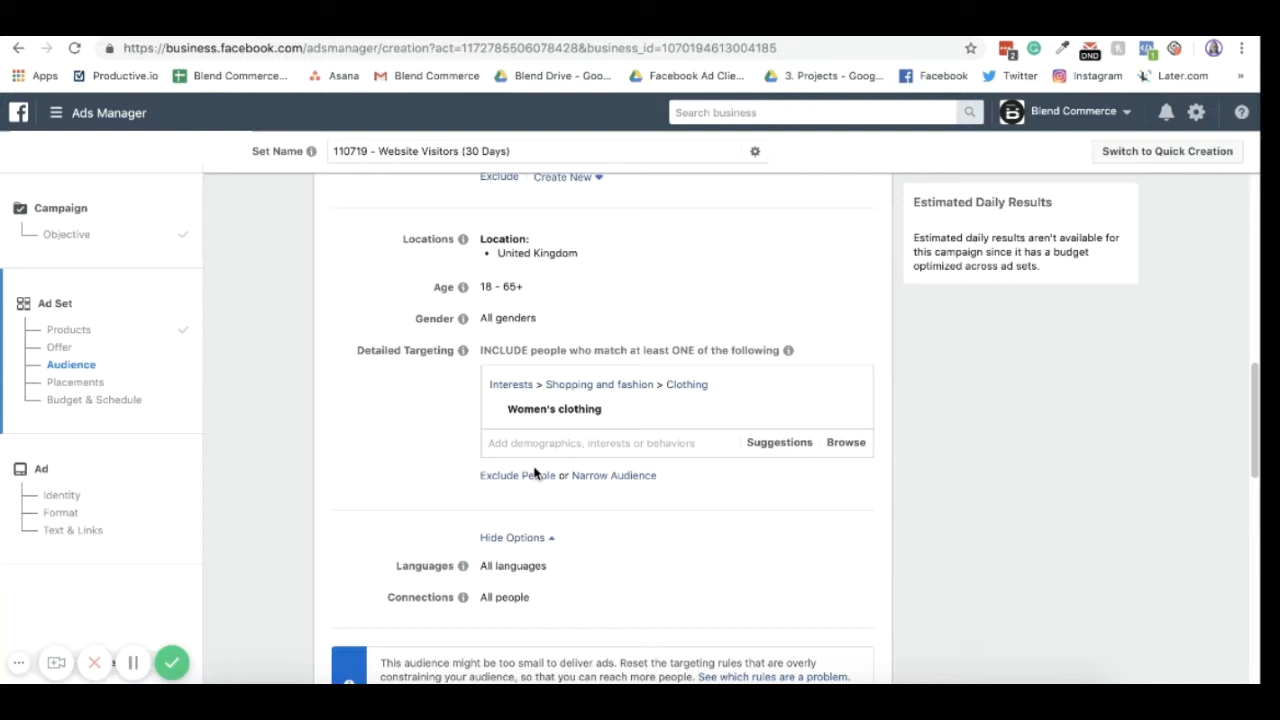 https://business.facebook.com/adsmanager/creation?act=1172785506078428&business_id=1070194613004185
DND
Apps Productive.io Blend Commerce... Asana Blend Commerce Blend Drive - Goo... Facebook Ad Clie... 3. Projects - Goog... Facebook Twitter Instagram Later.com »
Ads Manager Search business Blend Commerce
Set Name 110719 - Website Visitors (30 Days) Switch to Quick Creation
Exclude Create New
Campaign
Objective
Ad Set
Products
Offer
Audience
Placements
Budget & Schedule
Ad
Identity
Format
Text & Links
Locations Location:
• United Kingdom
Age 18 - 65+
Gender All genders
Detailed Targeting INCLUDE people who match at least ONE of the following
Interests > Shopping and fashion > Clothing
Women's clothing
Add demographics, interests or behaviors Suggestions Browse
Exclude People or Narrow Audience
Hide Options
Languages All languages
Connections All people
This audience might be too small to deliver ads. Reset the targeting rules that are overly
constraining your audience, so that you can reach more people. See which rules are a problem.
Estimated Daily Results
Estimated daily results aren't available for
this campaign since it has a budget
optimized across ad sets.